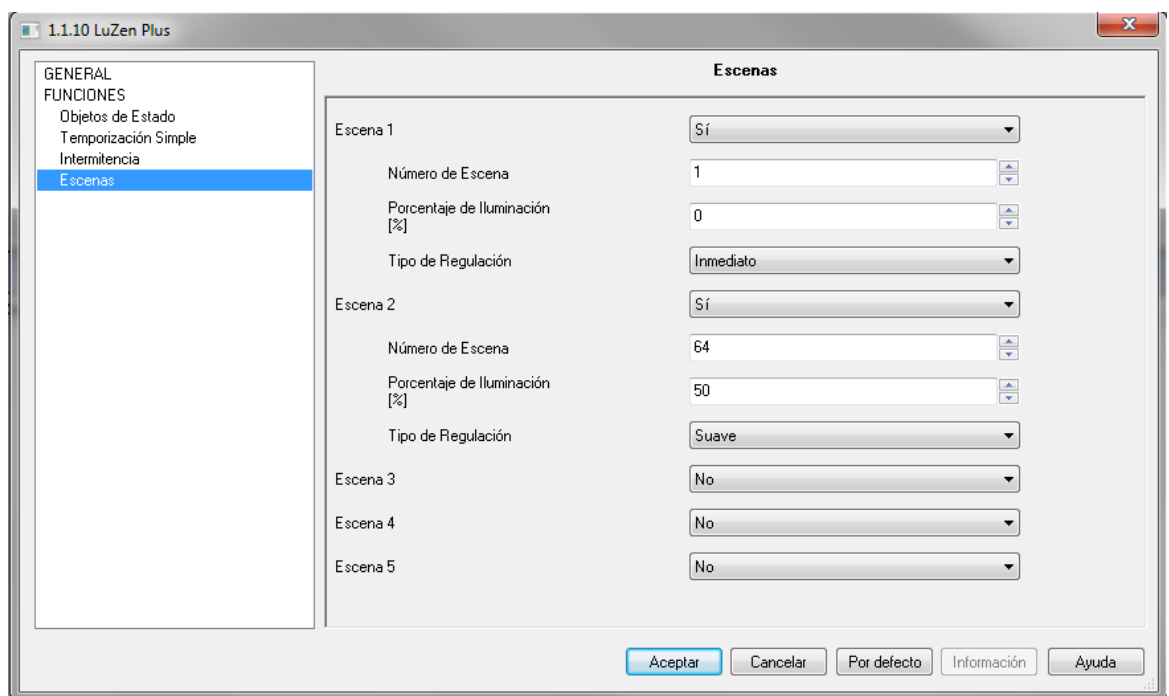 1.1.10 LuZen Plus
GENERAL
FUNCIONES
Objetos de Estado
Temporización Simple
Intermitencia
Escenas
Escenas
Escena 1
Sí
Número de Escena
1
Porcentaje de Iluminación
[%]
0
Tipo de Regulación
Inmediato
Escena 2
Sí
Número de Escena
64
Porcentaje de Iluminación
[%]
50
Tipo de Regulación
Suave
Escena 3
No
Escena 4
No
Escena 5
No
Aceptar
Cancelar
Por defecto
Información
Ayuda